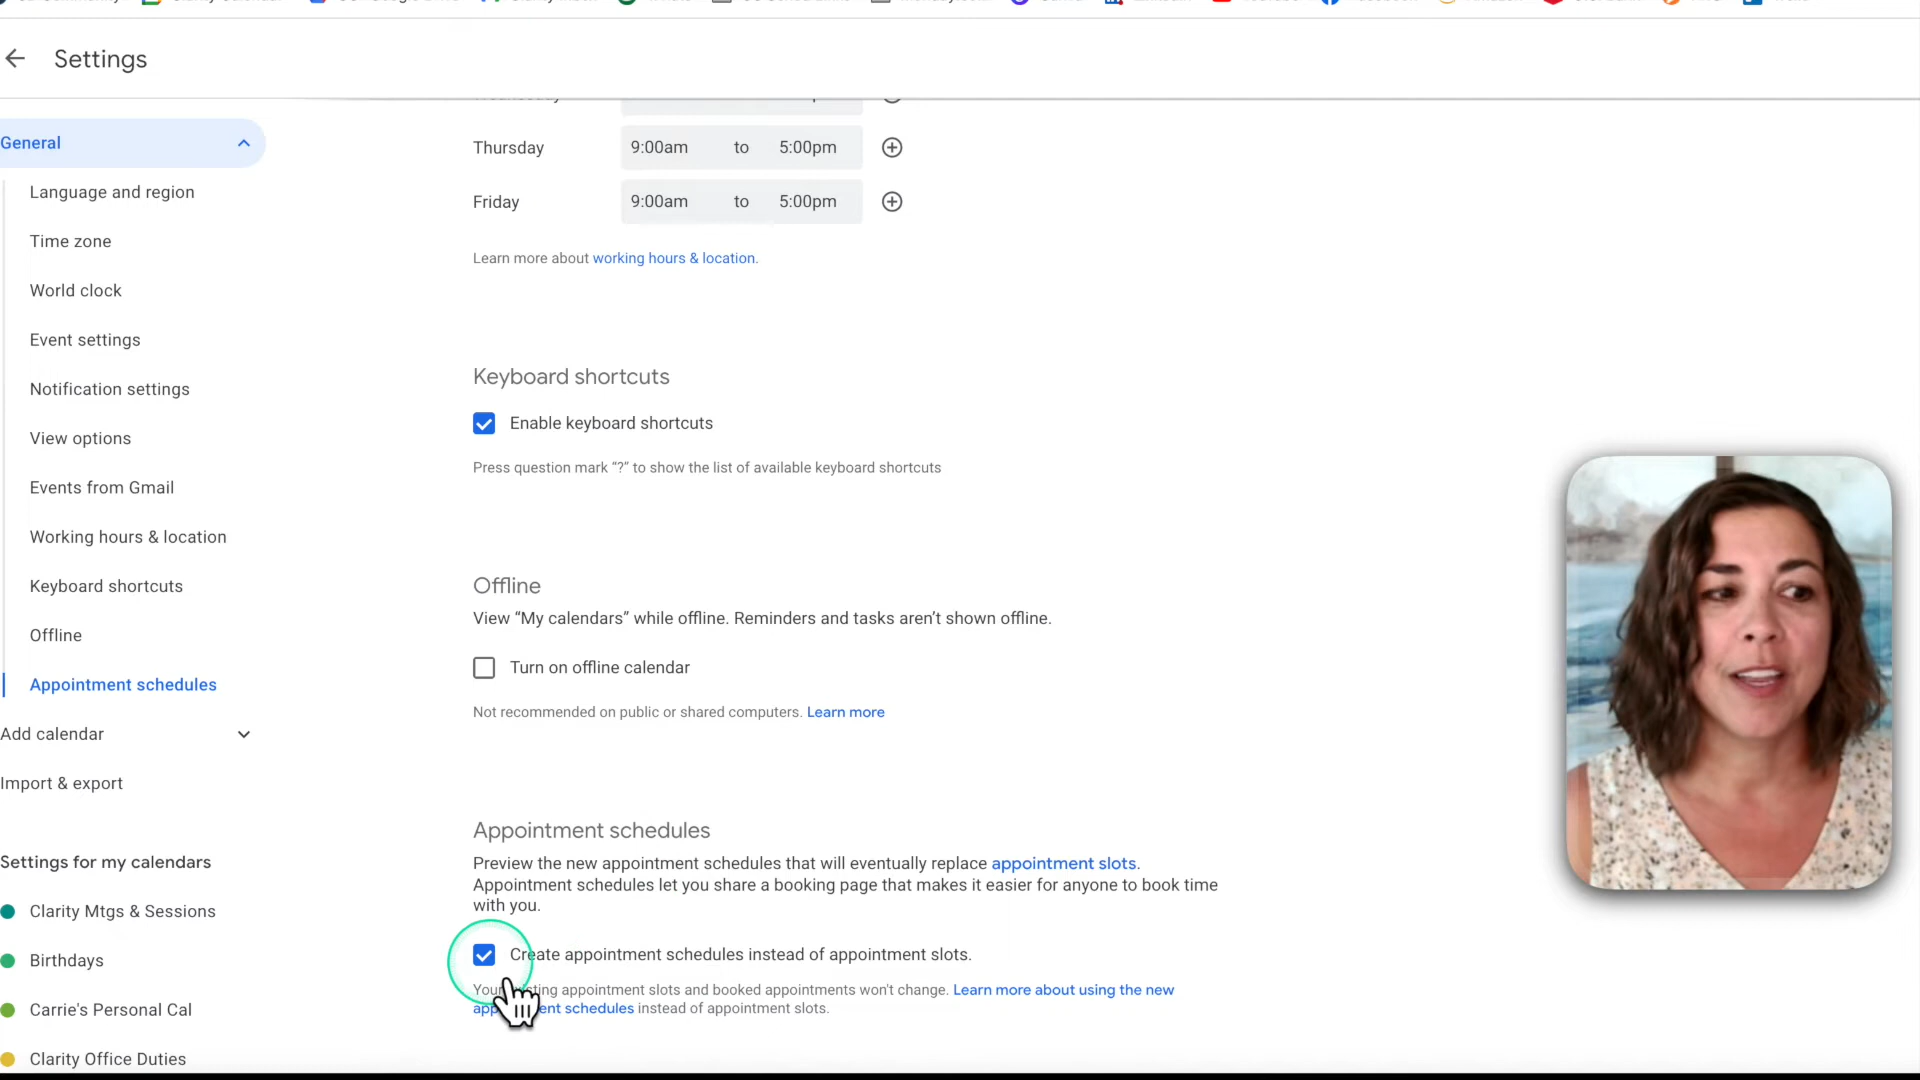 Settings
General
Language and region
Time zone
World clock
Event settings
Notification settings
View options
Events from Gmail
Working hours & location
Keyboard shortcuts
Offline
Appointment schedules
Add calendar
Import & export
Settings for my calendars
Clarity Mtgs & Sessions
Birthdays
Carrie's Personal Cal
Clarity Office Duties
Thursday 9:00am to 5:00pm
Friday 9:00am to 5:00pm
Learn more about working hours & location.
Keyboard shortcuts
Enable keyboard shortcuts
Press question mark “?” to show the list of available keyboard shortcuts
Offline
View “My calendars” while offline. Reminders and tasks aren’t shown offline.
Turn on offline calendar
Not recommended on public or shared computers. Learn more
Appointment schedules
Preview the new appointment schedules that will eventually replace appointment slots.
Appointment schedules let you share a booking page that makes it easier for anyone to book time
with you.
Create appointment schedules instead of appointment slots.
appointment slots and booked appointments won't change. Learn more about using the new
schedules instead of appointment slots.